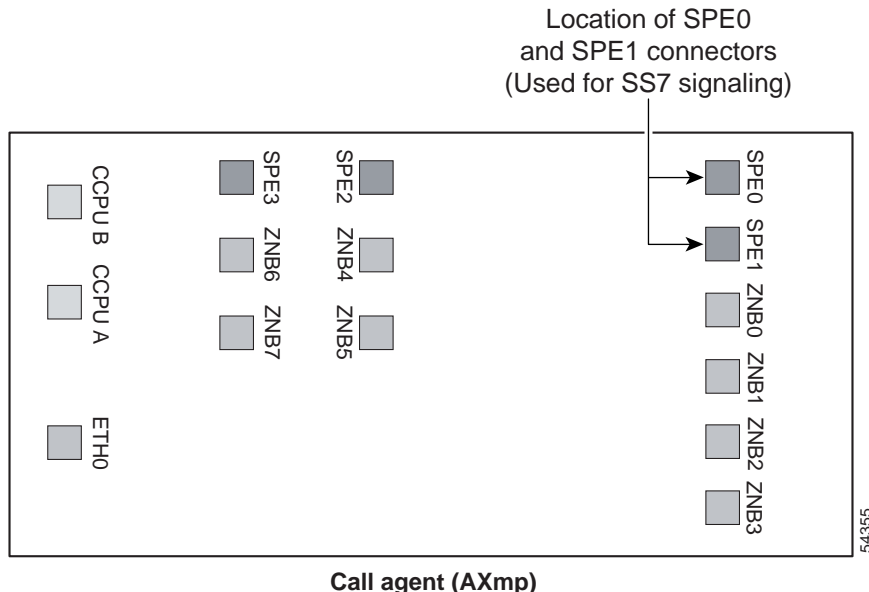 Location of SPE0
and SPE1 connectors
(Used for SS7 signaling)
CCPU B
CCPU A
ETH0
SPE3
ZNB6
ZNB7
SPE2
ZNB4
ZNB5
SPE0
SPE1
ZNB0
ZNB1
ZNB2
ZNB3
54355
Call agent (AXmp)